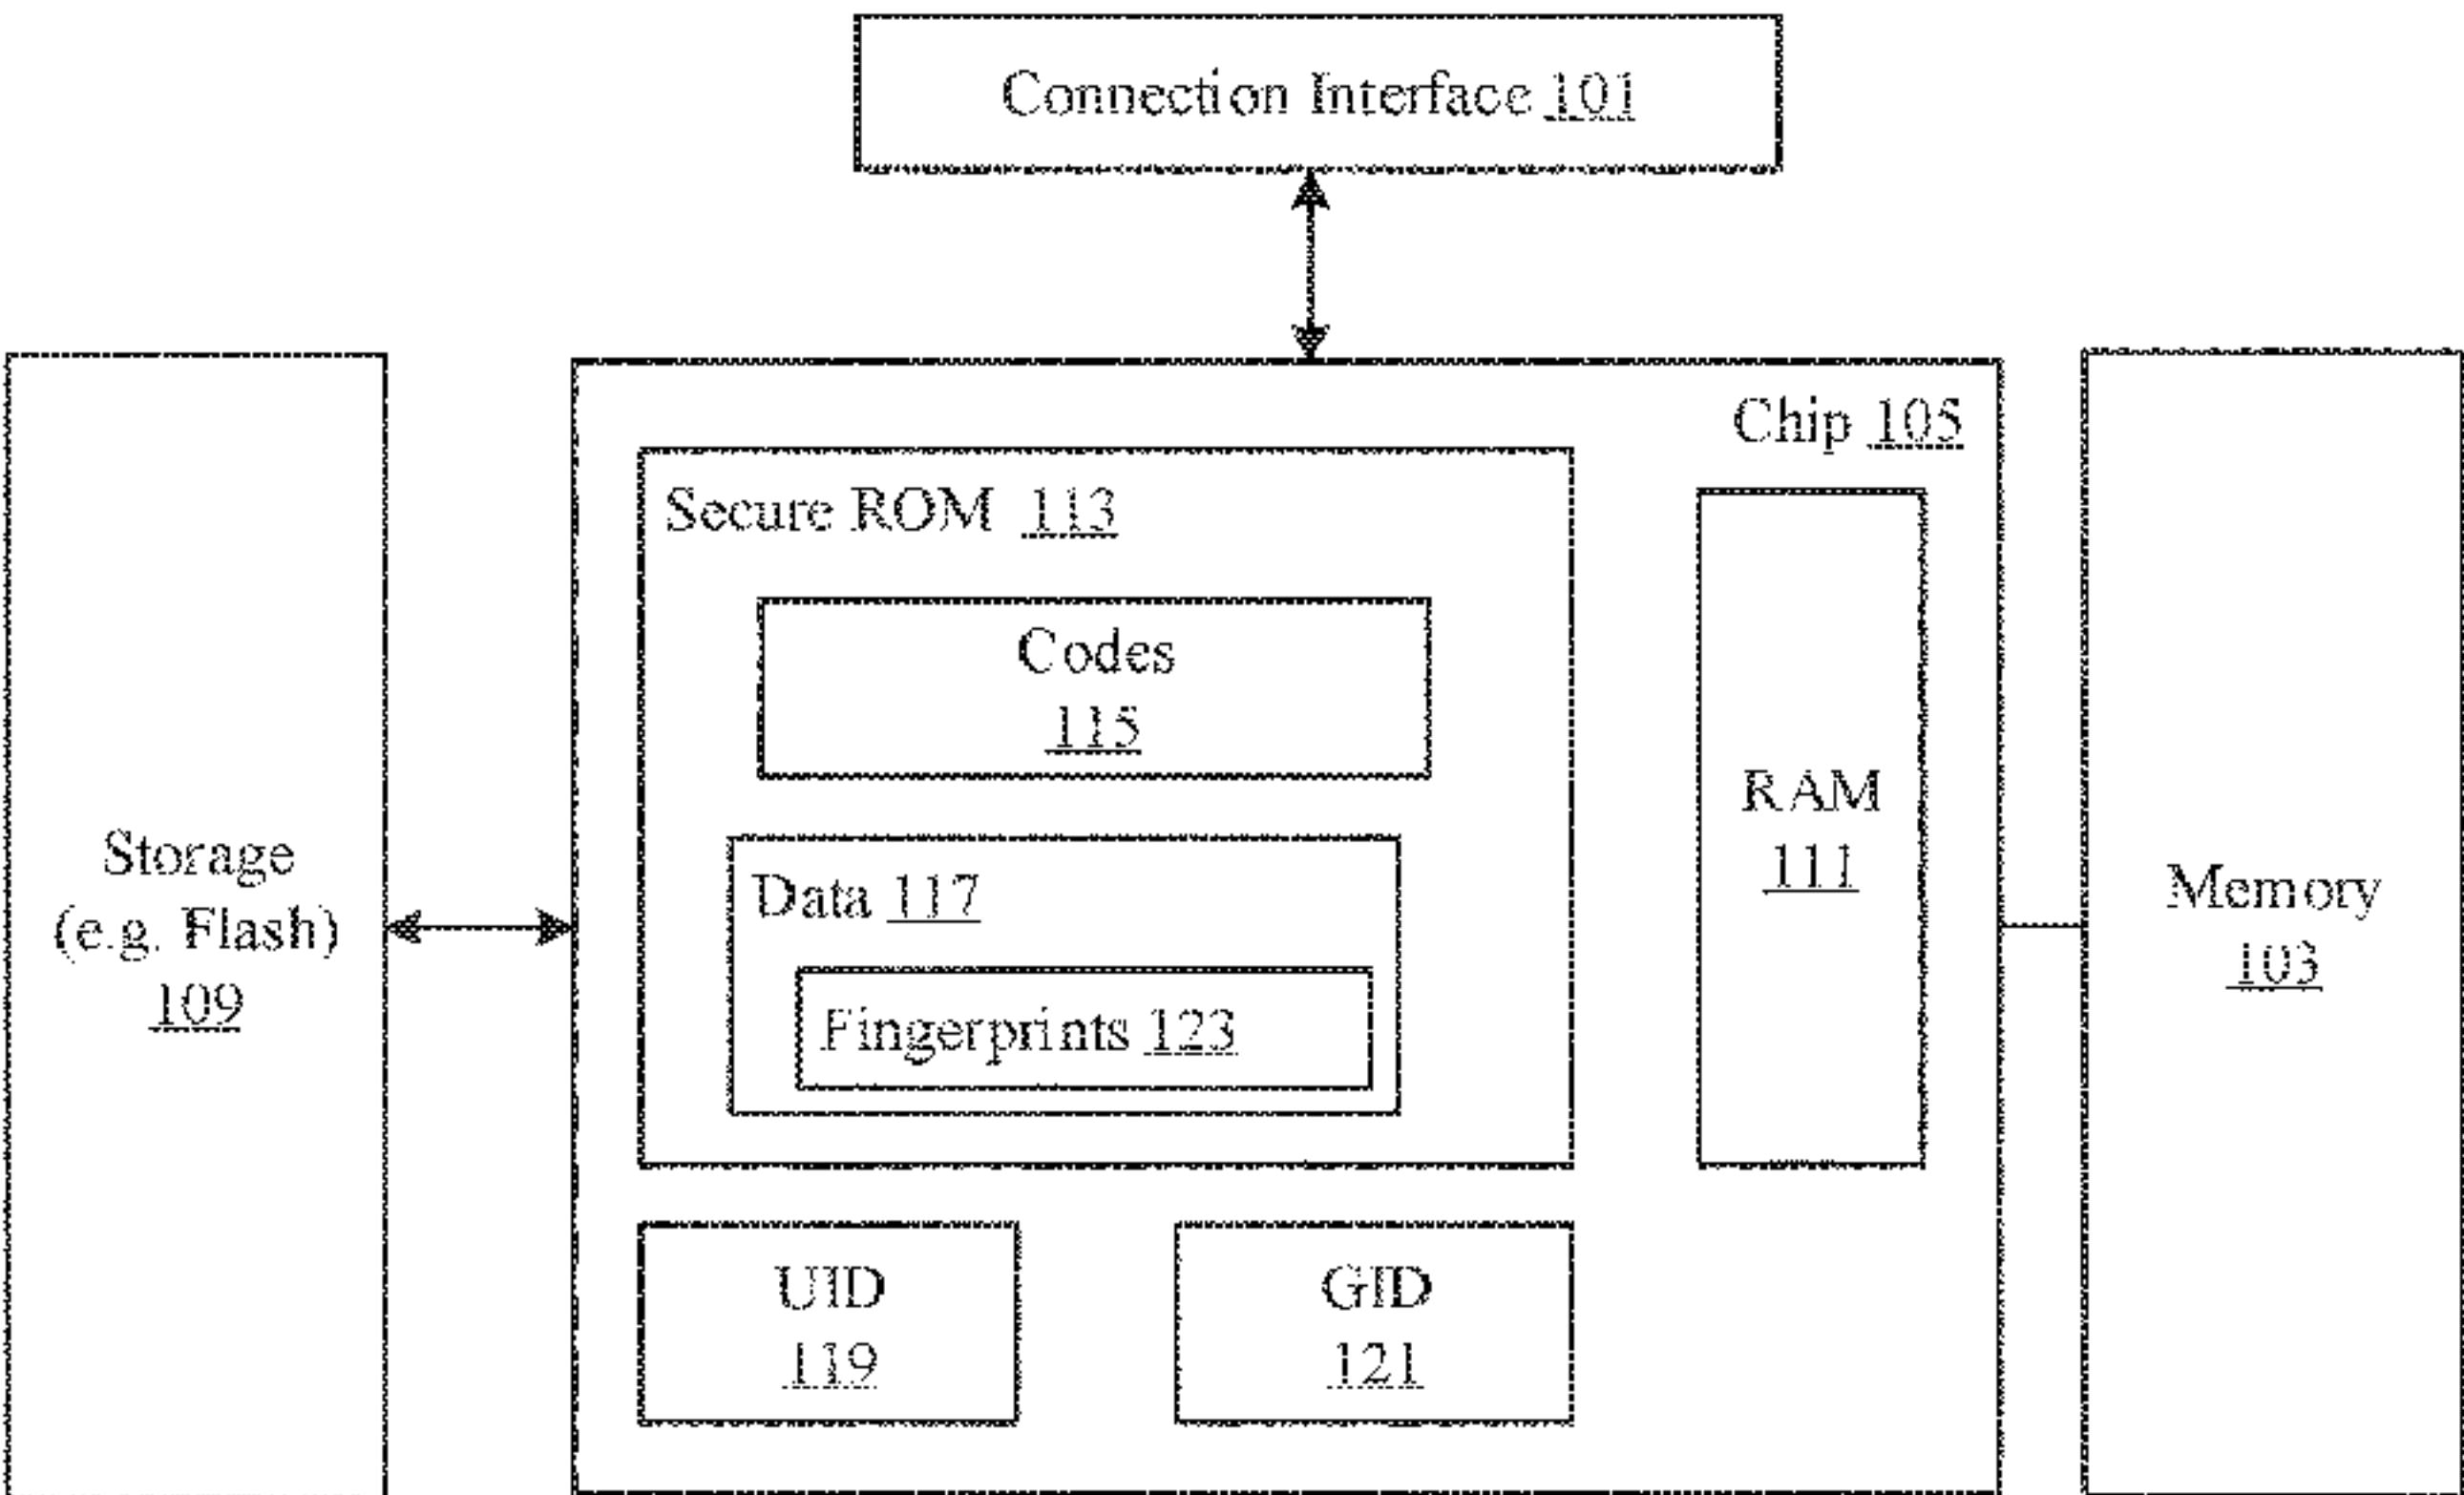 Connection Interface 101
Chip 105
Secure ROM 113
Codes
115
Data 117
Fingerprints 123
RAM
111
Storage
(e.g. Flash)
109
Memory
103
UID
119
GID
121